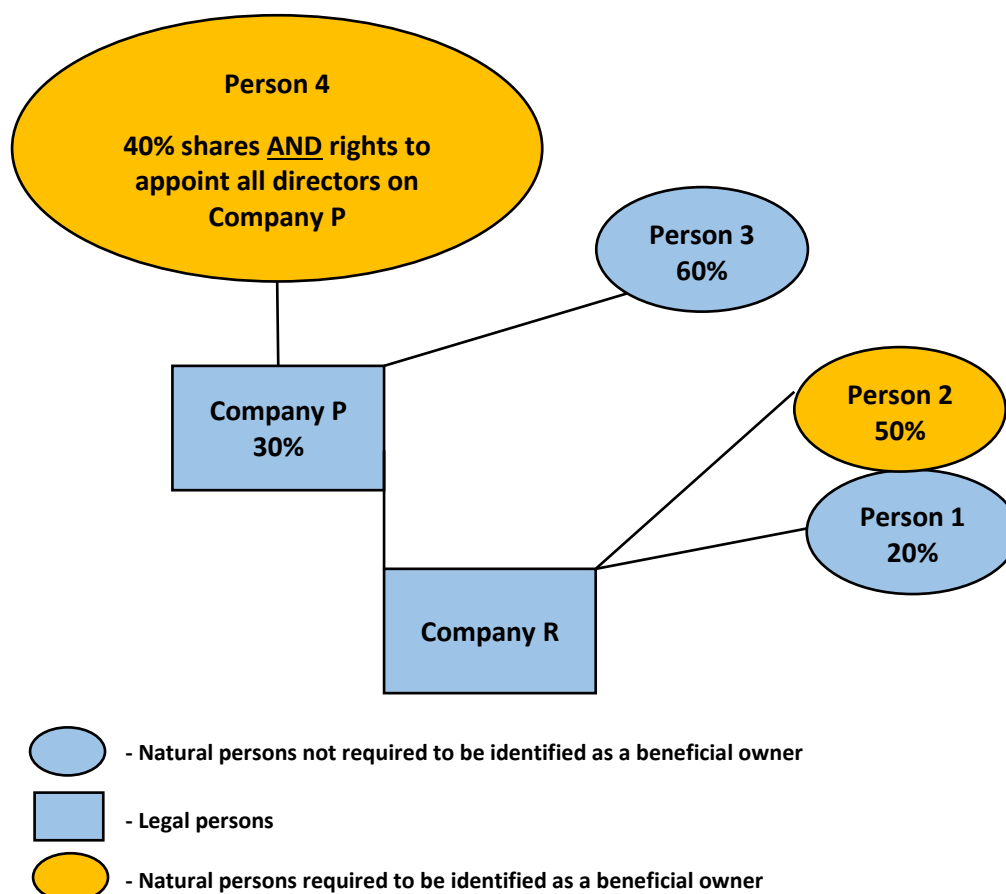 Person 4
40% shares AND rights to
appoint all directors on
Company P
Person 3
60%
Company P
30%
Person 2
50%
Person 1
20%
Company R
- Natural persons not required to be identified as a beneficial owner
- Legal persons
- Natural persons required to be identified as a beneficial owner